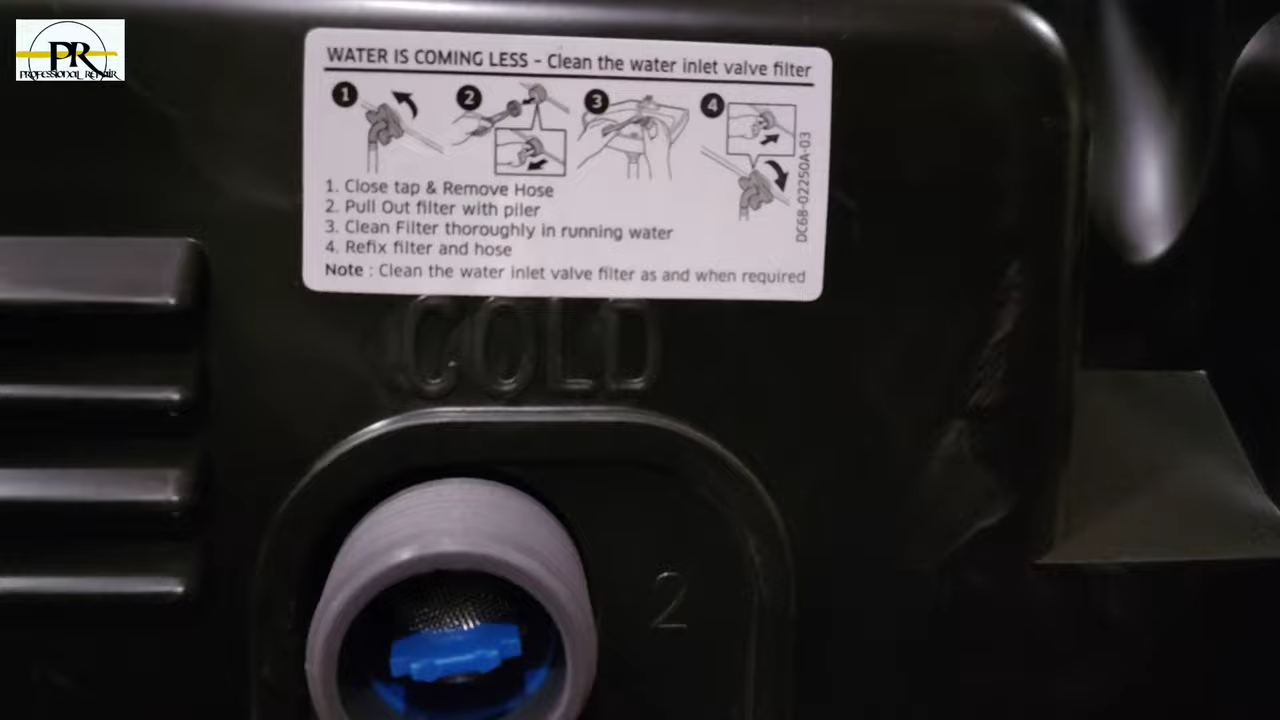 PR
PROFESSIONAL REPAIR
WATER IS COMING LESS - Clean the water inlet valve filter
1 2 3 4
1. Close tap & Remove Hose
2. Pull Out filter with piler
3. Clean Filter thoroughly in running water
4. Refix filter and hose
Note : Clean the water inlet valve filter as and when required
DC68-02250A-03
COLD
2